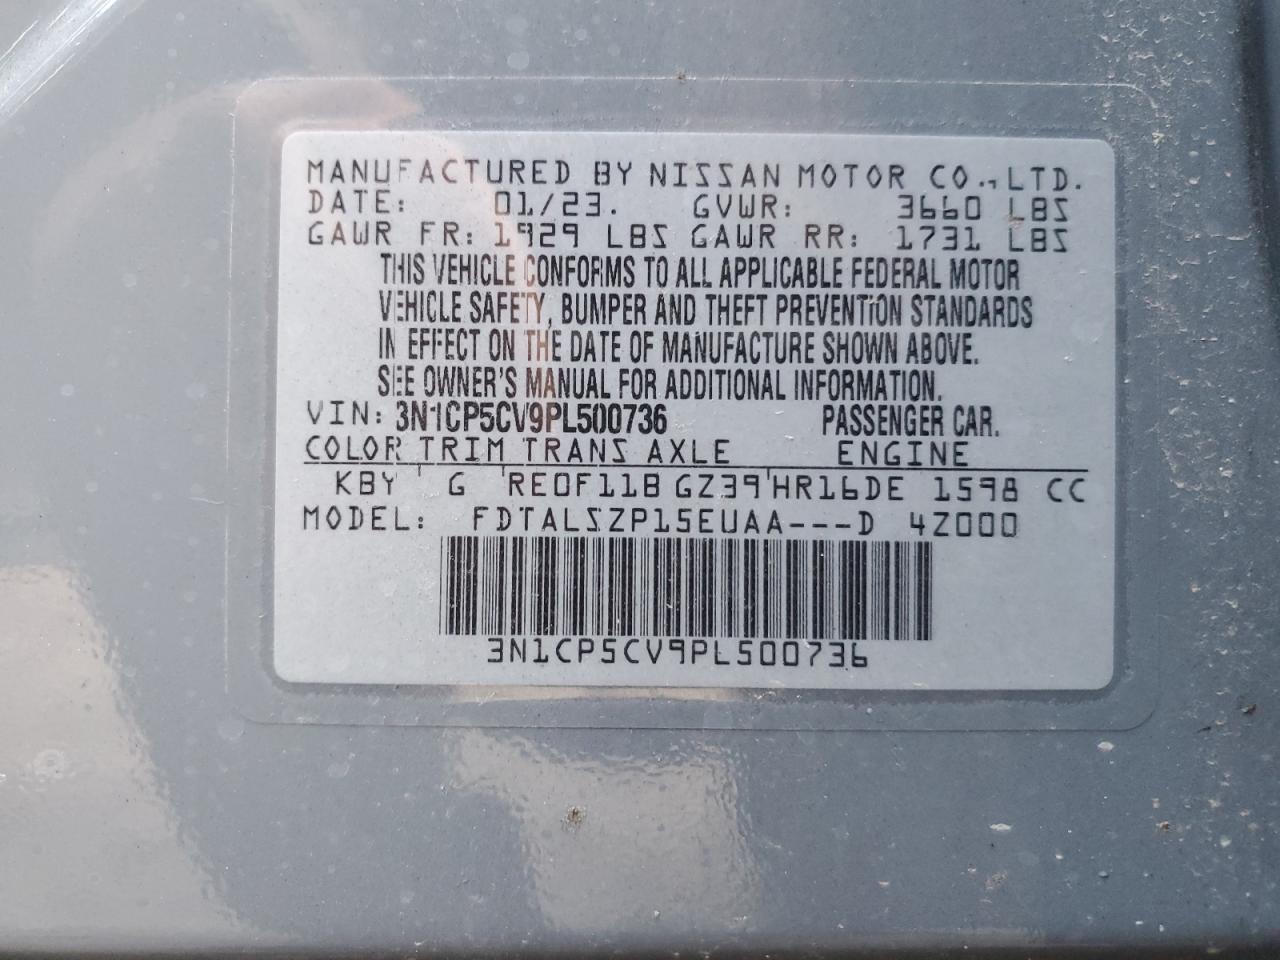 MANUFACTURED BY NISSAN MOTOR CO., LTD.
DATE: 01/23. GVWR: 3660 LBS
GAWR FR: 1929 LBS GAWR RR: 1731 LBS
THIS VEHICLE CONFORMS TO ALL APPLICABLE FEDERAL MOTOR
VEHICLE SAFETY, BUMPER AND THEFT PREVENTION STANDARDS
IN EFFECT ON THE DATE OF MANUFACTURE SHOWN ABOVE.
SEE OWNER'S MANUAL FOR ADDITIONAL INFORMATION.
VIN: 3N1CP5CV9PL500736 PASSENGER CAR.
COLOR TRIM TRANS AXLE ENGINE
KBY G RE0F11B GZ39 HR16DE 1598 CC
MODEL: FDTALSZP15EUAA---D 4Z000
3N1CP5CV9PL500736